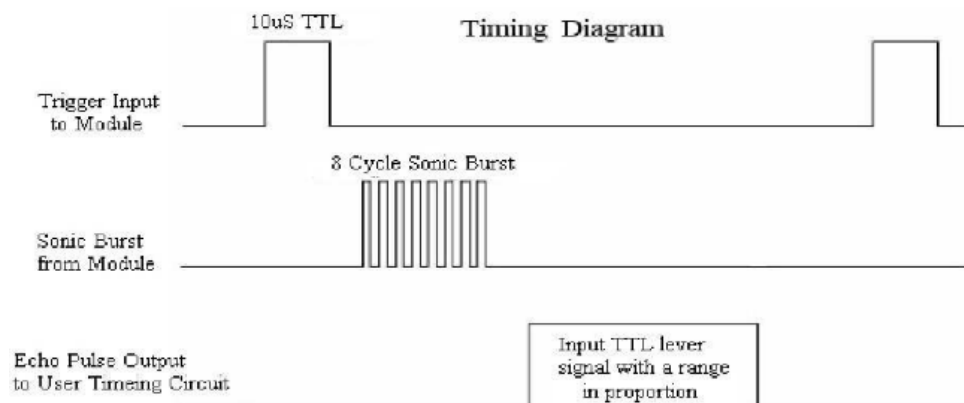 10uS TTL
Timing Diagram
Trigger Input
to Module
8 Cycle Sonic Burst
Sonic Burst
from Module
Echo Pulse Output
to User Timeing Circuit
Input TTL lever
signal with a range
in proportion